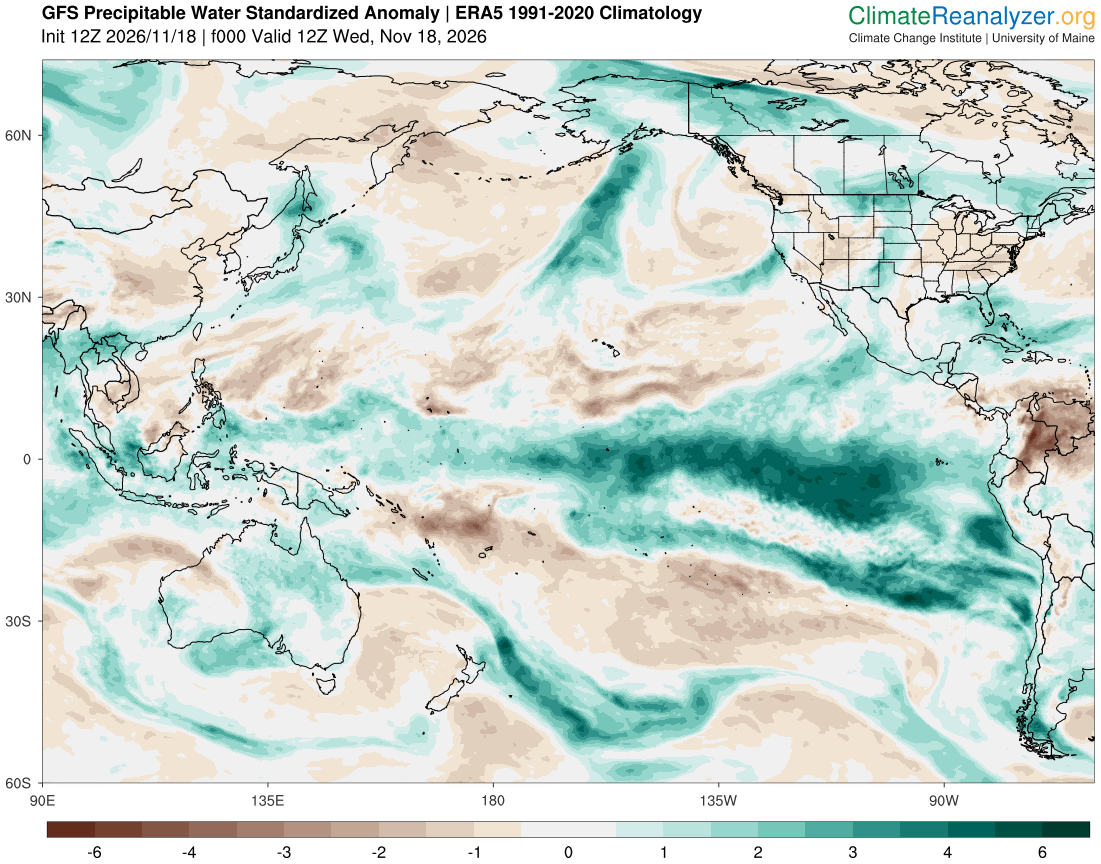 GFS Precipitable Water Standardized Anomaly | ERA5 1991-2020 Climatology
Init 12Z 2026/11/18 | f000 Valid 12Z Wed, Nov 18, 2026
ClimateReanalyzer.org
Climate Change Institute | University of Maine
60N
30N
0
30S
60S
90E 135E 180 135W 90W
-6 -4 -3 -2 -1 0 1 2 3 4 6